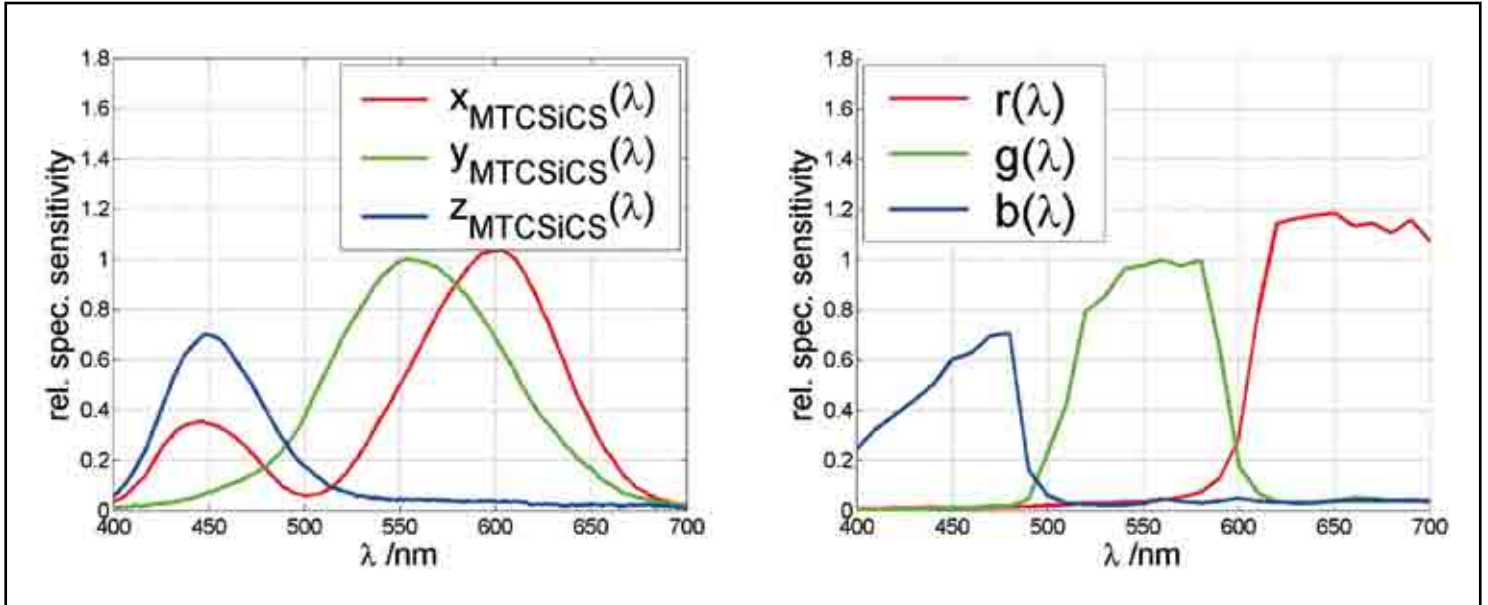 1.8
1.6
1.4
1.2
1
0.8
0.6
0.4
0.2
0
400 450 500 550 600 650 700
rel. spec. sensitivity
λ /nm
x_MTCSiCS(λ)
y_MTCSiCS(λ)
z_MTCSiCS(λ)
1.8
1.6
1.4
1.2
1
0.8
0.6
0.4
0.2
0
400 450 500 550 600 650 700
rel. spec. sensitivity
λ /nm
r(λ)
g(λ)
b(λ)